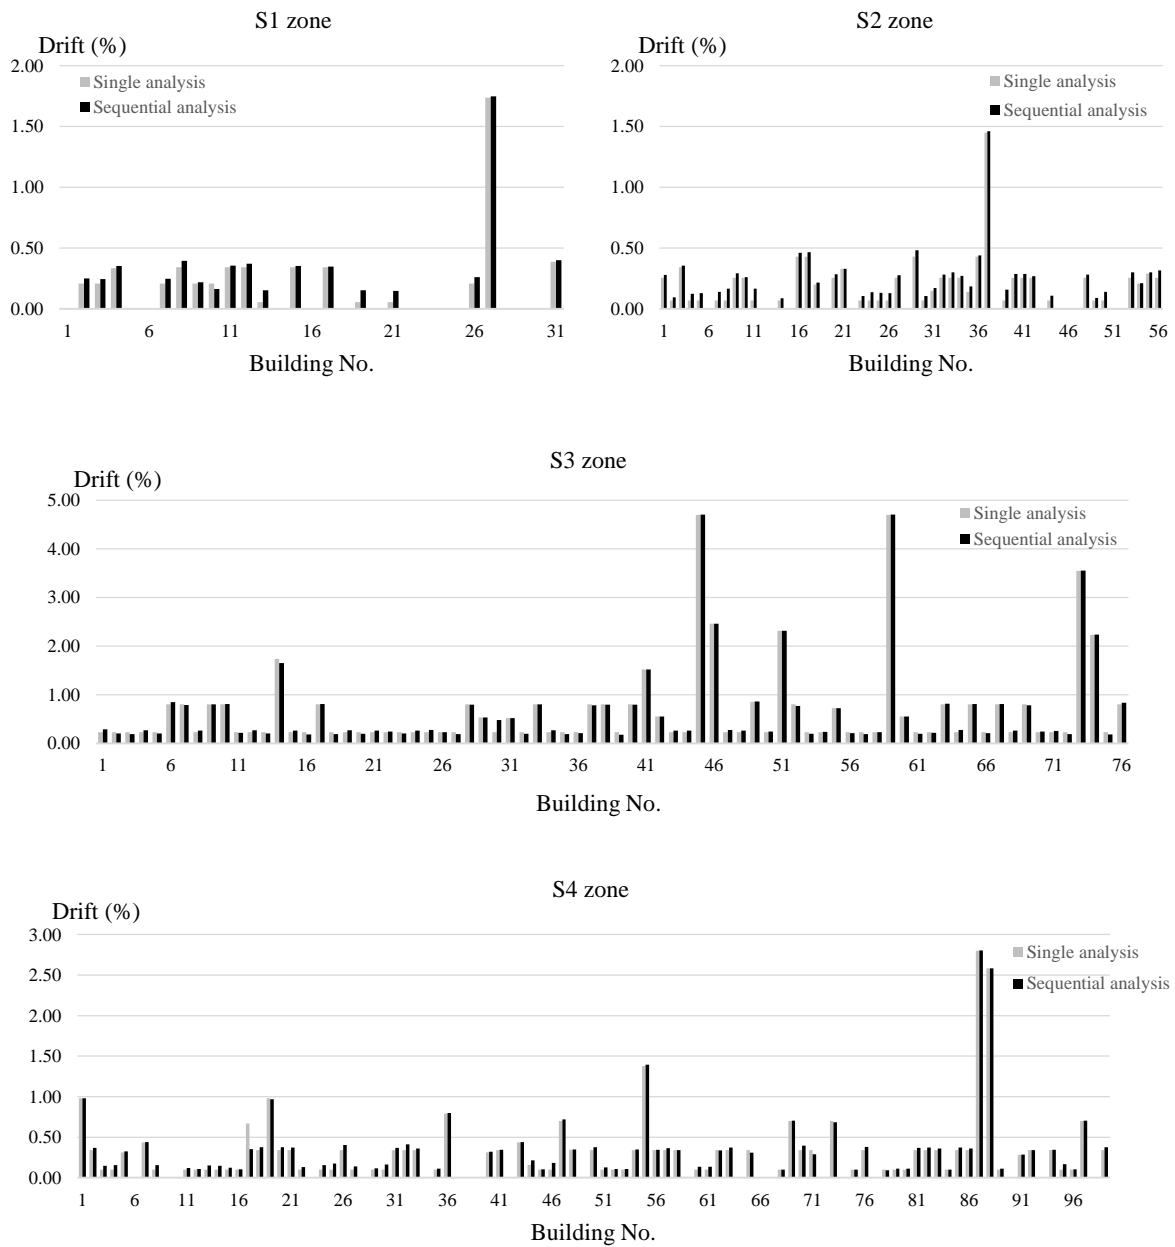 S1 zone
Drift (%)
2.00
1.50
1.00
0.50
0.00
Single analysis
Sequential analysis
1 6 11 16 21 26 31
Building No.
S2 zone
Drift (%)
2.00
1.50
1.00
0.50
0.00
Single analysis
Sequential analysis
1 6 11 16 21 26 31 36 41 46 51 56
Building No.
S3 zone
Drift (%)
5.00
4.00
3.00
2.00
1.00
0.00
Single analysis
Sequential analysis
1 6 11 16 21 26 31 36 41 46 51 56 61 66 71 76
Building No.
S4 zone
Drift (%)
3.00
2.50
2.00
1.50
1.00
0.50
0.00
Single analysis
Sequential analysis
1 6 11 16 21 26 31 36 41 46 51 56 61 66 71 76 81 86 91 96
Building No.